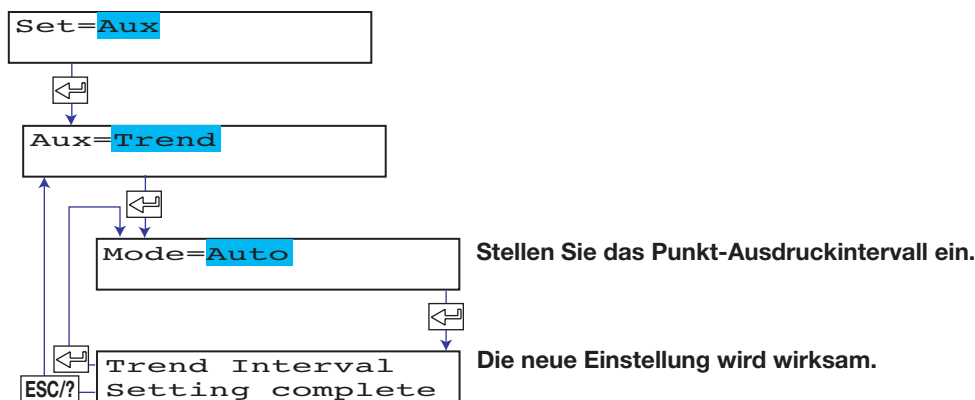 Set=Aux
Aux=Trend
Mode=Auto
Stellen Sie das Punkt-Ausdruckintervall ein.
Trend Interval
Setting complete
Die neue Einstellung wird wirksam.
ESC/?